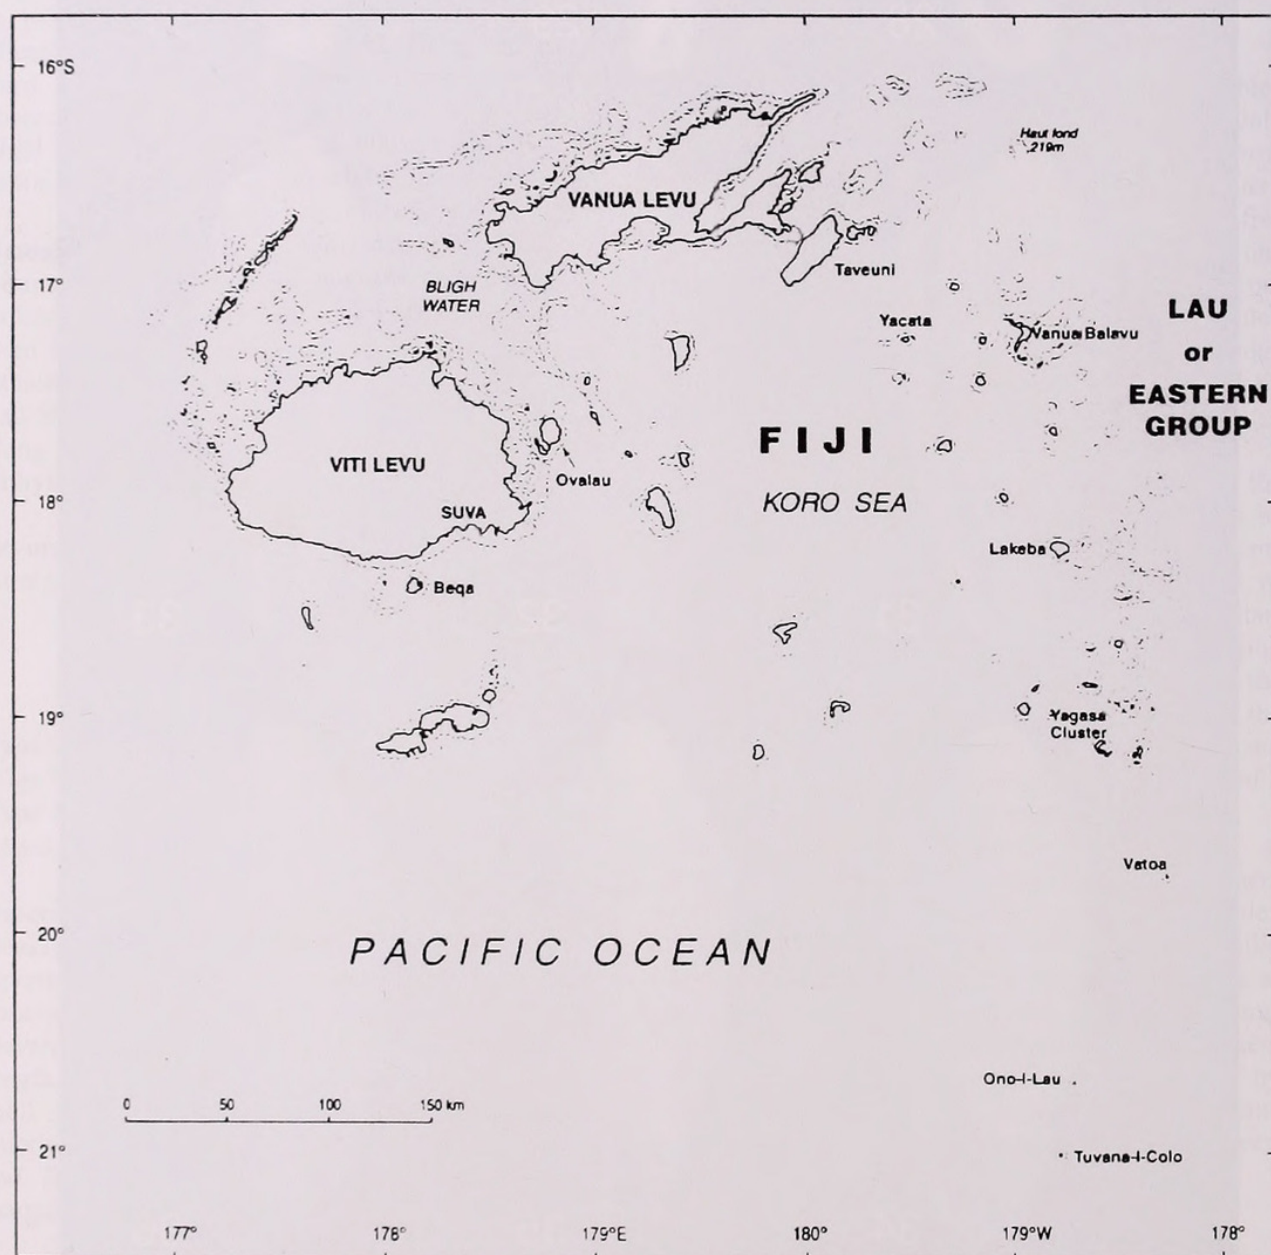 16°S
Haut fond
219m
VANUA LEVU
Taveuni
17°
BLIGH
WATER
Yacata
Vanua Balavu
LAU
or
EASTERN
GROUP
FIJI
VITI LEVU
Ovalau
18°
KORO SEA
SUVA
Lakeba
Beqa
19°
Yagasa
Cluster
Vatoa
20°
PACIFIC OCEAN
Ono-I-Lau
0 50 100 150 km
21°
Tuvana-I-Colo
177° 178° 179°E 180° 179°W 178°